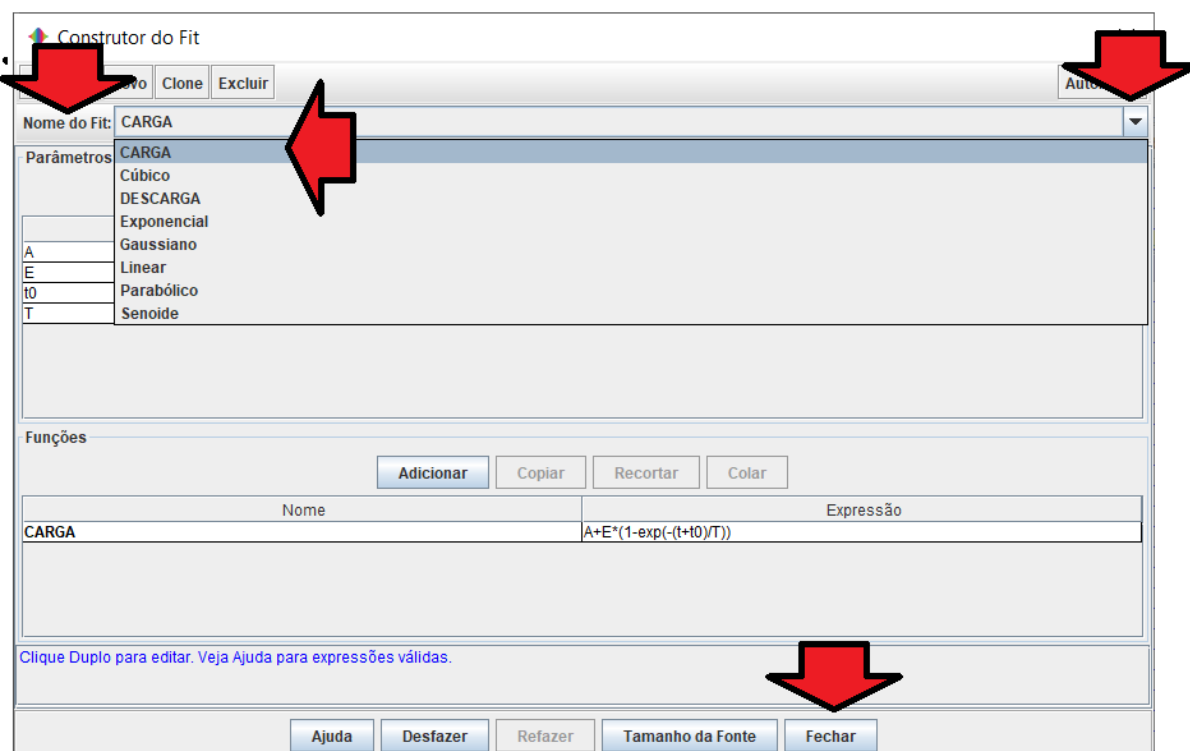 Construtor do Fit
Clone Excluir
Nome do Fit: CARGA
Parâmetros
CARGA
Cúbico
DESCARGA
Exponencial
Gaussiano
Linear
Parabólico
Senoide
A
E
t0
T
Funções
Adicionar Copiar Recortar Colar
Nome Expressão
CARGA A+E*(1-exp(-(t+t0)/T))
Clique Duplo para editar. Veja Ajuda para expressões válidas.
Ajuda Desfazer Refazer Tamanho da Fonte Fechar